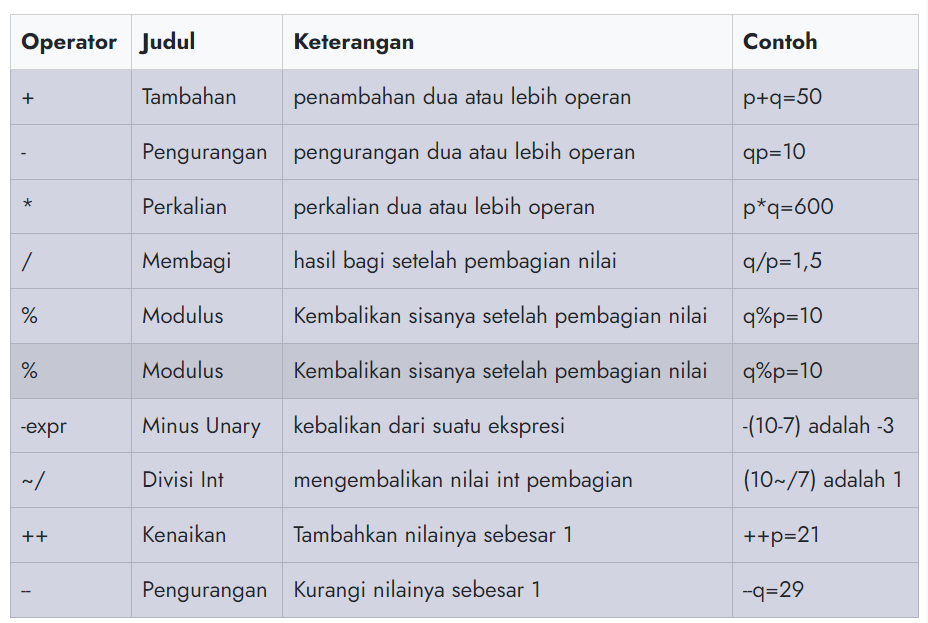 Operator Judul Keterangan Contoh
+ Tambahan penambahan dua atau lebih operan p+q=50
- Pengurangan pengurangan dua atau lebih operan qp=10
* Perkalian perkalian dua atau lebih operan p*q=600
/ Membagi hasil bagi setelah pembagian nilai q/p=1,5
% Modulus Kembalikan sisanya setelah pembagian nilai q%p=10
% Modulus Kembalikan sisanya setelah pembagian nilai q%p=10
-expr Minus Unary kebalikan dari suatu ekspresi -(10-7) adalah -3
~/ Divisi Int mengembalikan nilai int pembagian (10~/7) adalah 1
++ Kenaikan Tambahkan nilainya sebesar 1 ++p=21
-- Pengurangan Kurangi nilainya sebesar 1 --q=29